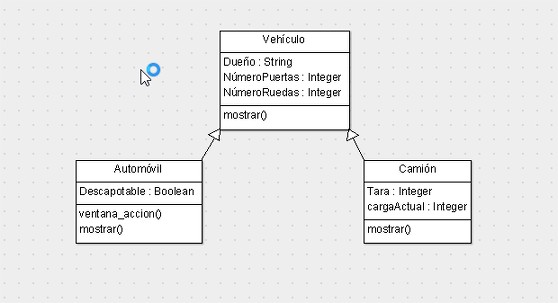 Vehículo
Dueño : String
NúmeroPuertas : Integer
NúmeroRuedas : Integer
mostrar()
Automóvil
Descapotable : Boolean
ventana_accion()
mostrar()
Camión
Tara : Integer
cargaActual : Integer
mostrar()